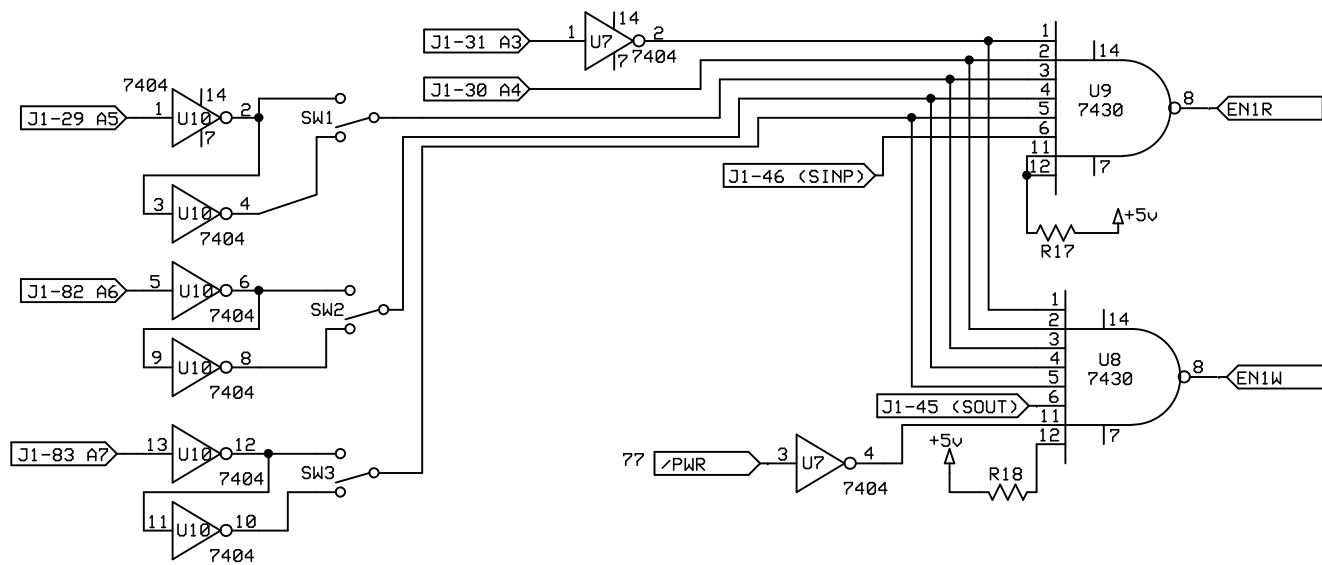 J1-31 A3
1
14
U7
2
7
7404
J1-30 A4
1
2
3
4
5
6
11
12
14
U9
7430
7
8
EN1R
J1-46 (SINP)
+5v
R17
7404
J1-29 A5
1
14
U10
2
7
SW1
3
U10
4
7404
J1-82 A6
5
U10
6
7404
SW2
9
U10
8
7404
J1-83 A7
13
U10
12
7404
SW3
11
U10
10
7404
1
2
3
4
5
6
11
12
14
U8
7430
7
8
EN1W
J1-45 (SOUT)
77
/PWR
3
U7
4
7404
+5v
R18